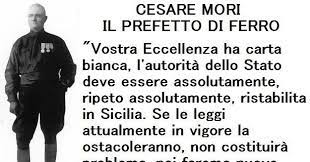 CESARE MORI
IL PREFETTO DI FERRO
"Vostra Eccellenza ha carta
bianca, l'autorità dello Stato
deve essere assolutamente,
ripeto assolutamente, ristabilita
in Sicilia. Se le leggi
attualmente in vigore la
ostacoleranno, non costituirà
problema, noi faremo nuove